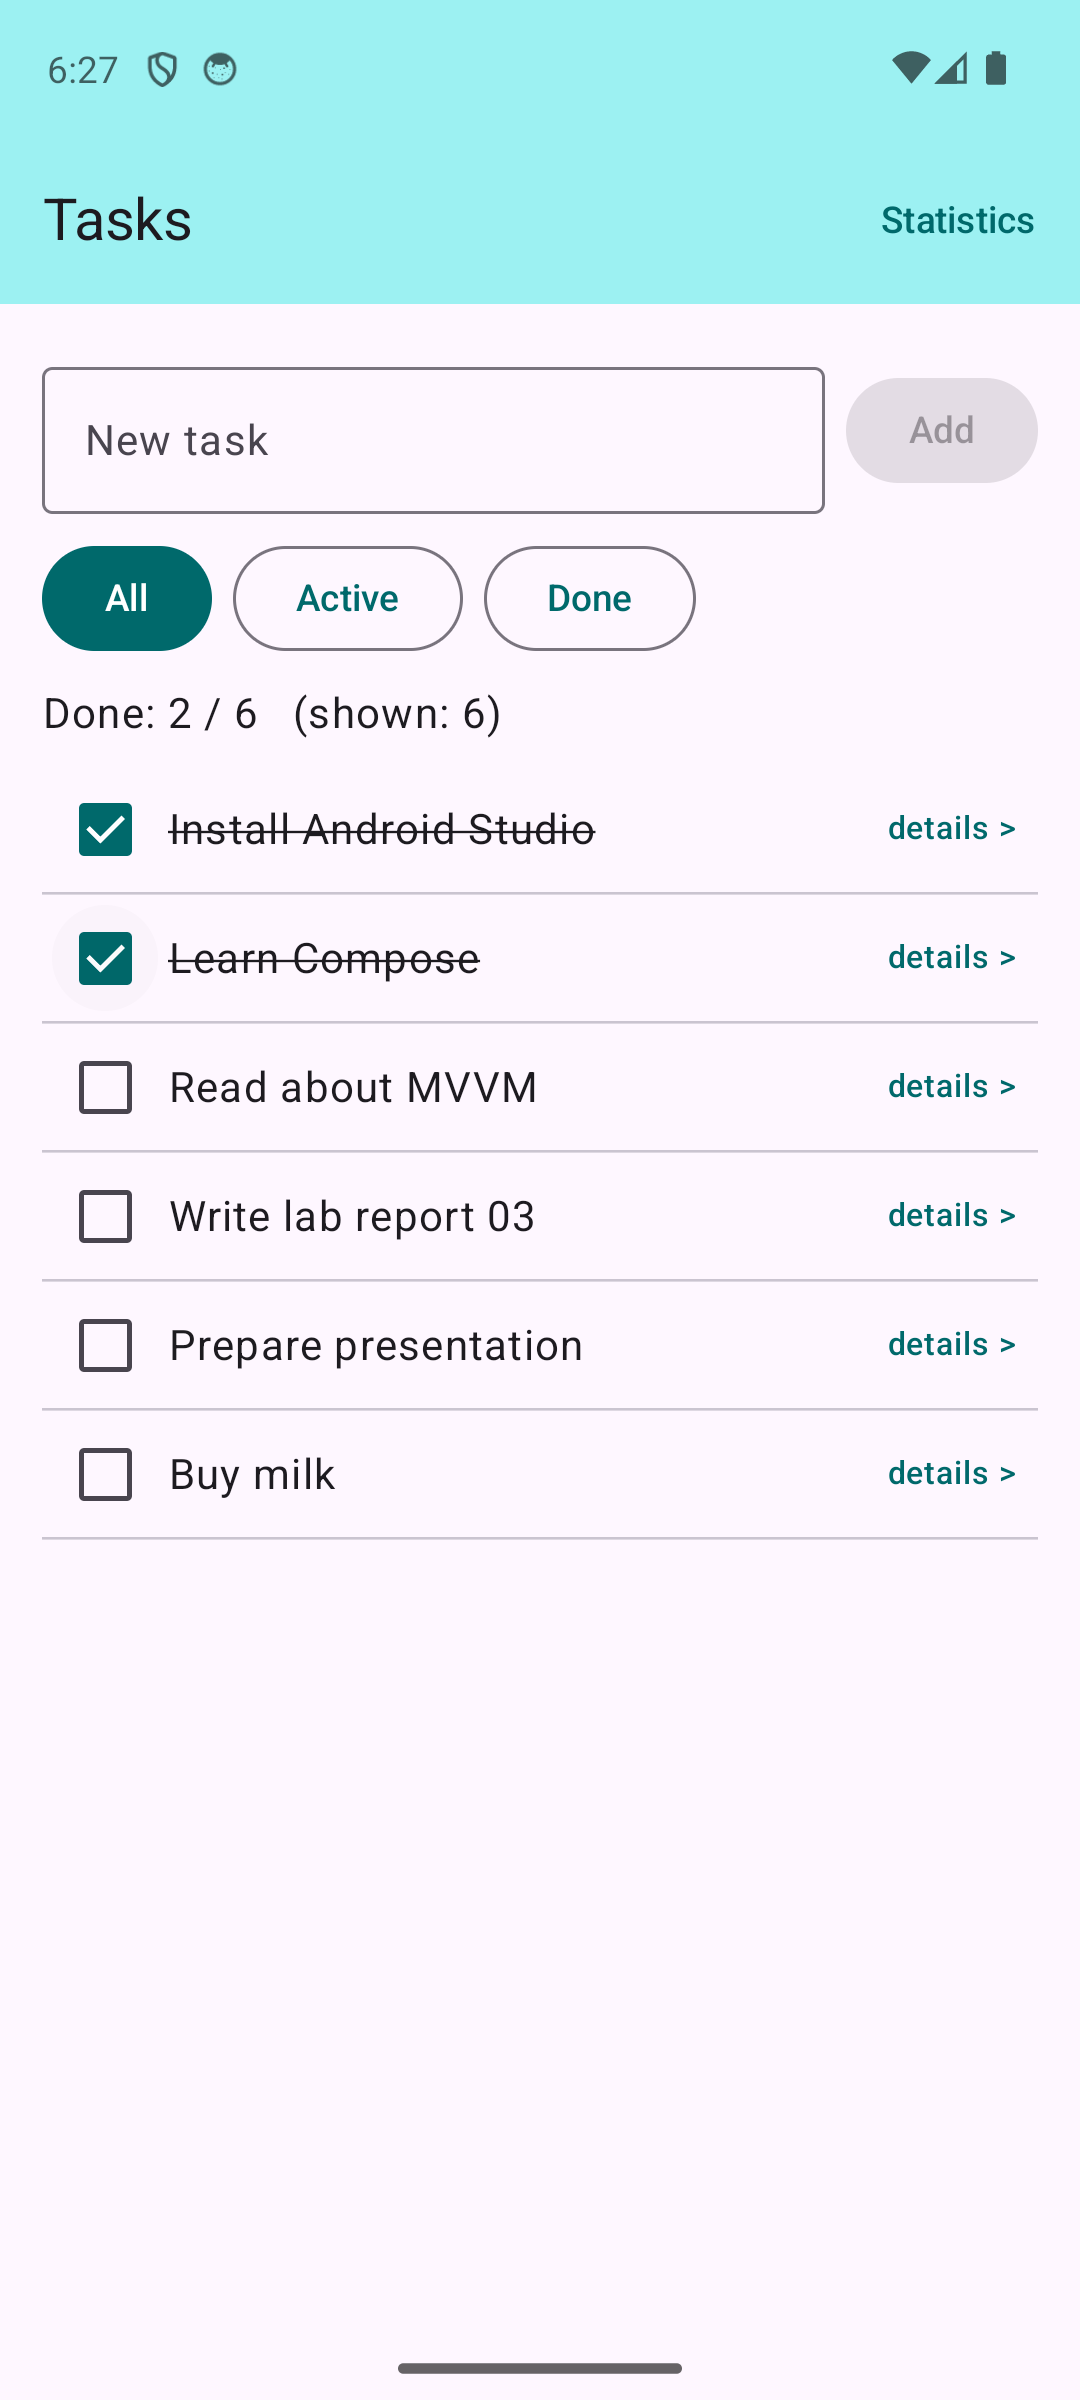 6:27
Tasks Statistics
New task Add
All Active Done
Done: 2 / 6 (shown: 6)
Install Android Studio details >
Learn Compose details >
Read about MVVM details >
Write lab report 03 details >
Prepare presentation details >
Buy milk details >